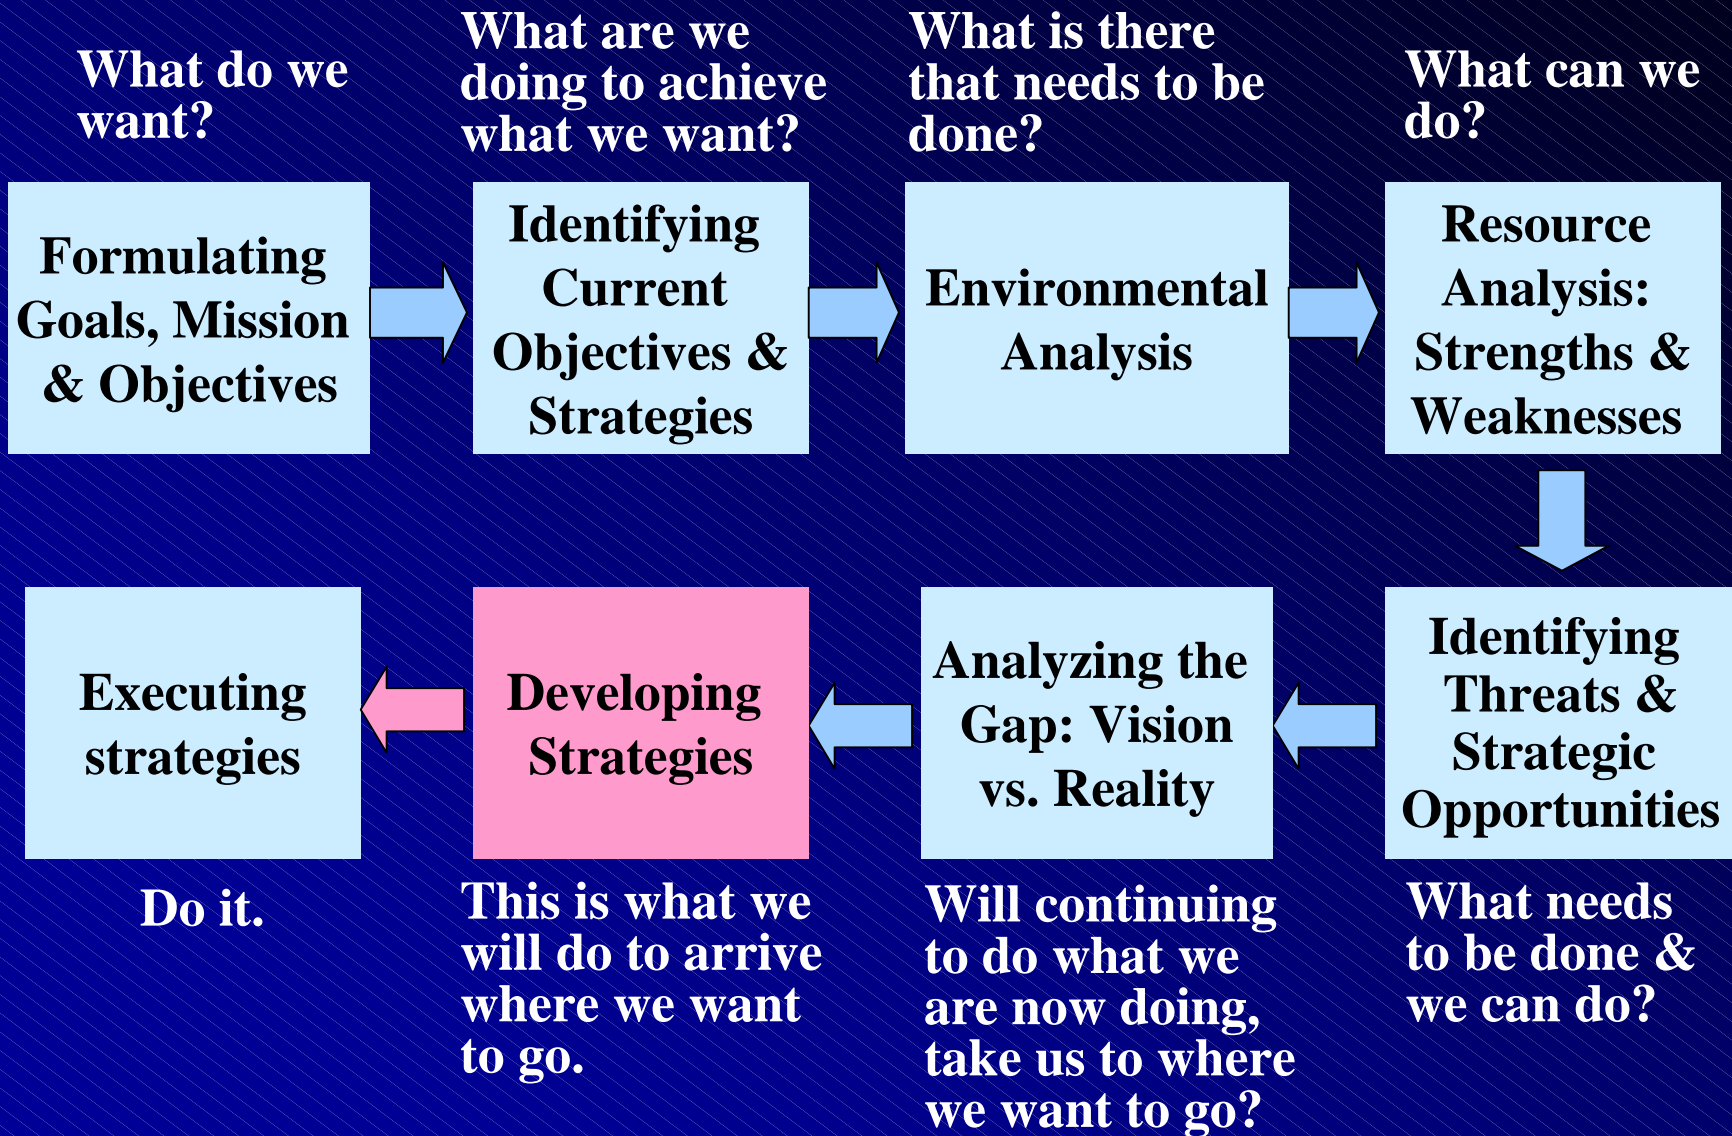 What do we
want?
What are we
doing to achieve
what we want?
What is there
that needs to be
done?
What can we
do?
Formulating
Goals, Mission
& Objectives
Identifying
Current
Objectives &
Strategies
Environmental
Analysis
Resource
Analysis:
Strengths &
Weaknesses
Identifying
Threats &
Strategic
Opportunities
Analyzing the
Gap: Vision
vs. Reality
Developing
Strategies
Executing
strategies
What needs
to be done &
we can do?
Will continuing
to do what we
are now doing,
take us to where
we want to go?
This is what we
will do to arrive
where we want
to go.
Do it.